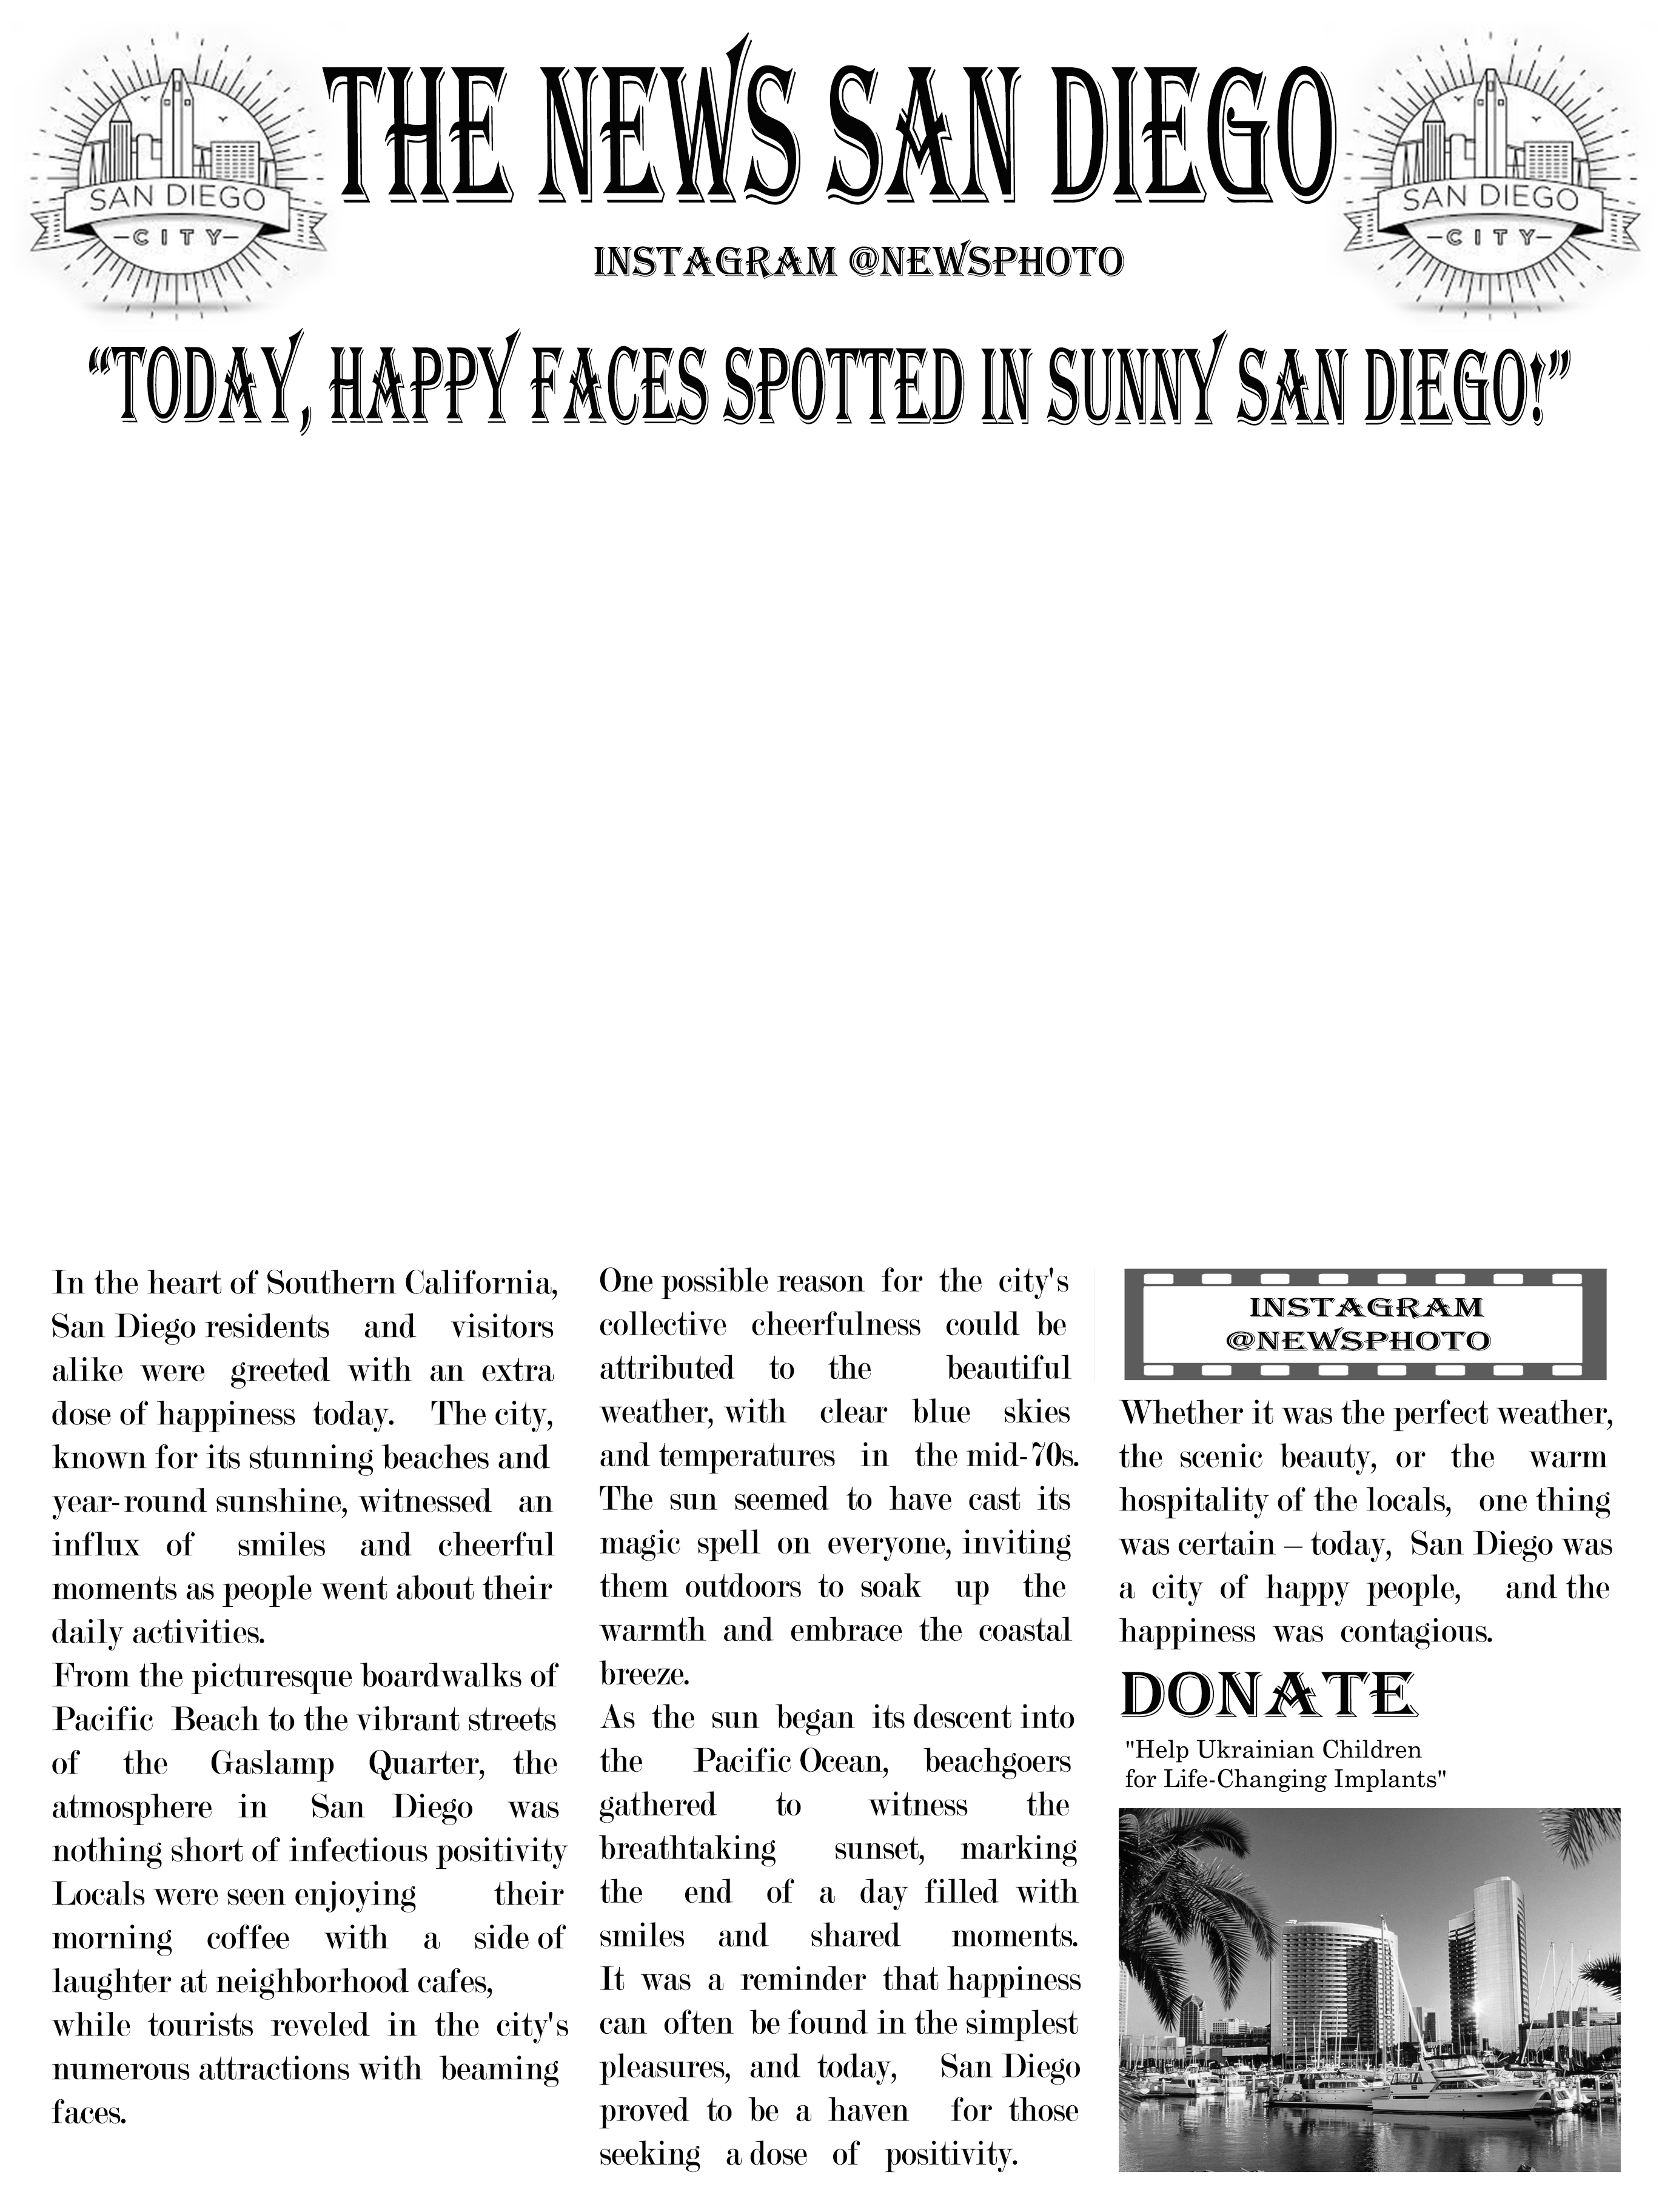 SAN DIEGO
CITY
THE NEWS SAN DIEGO
SAN DIEGO
CITY
INSTAGRAM @NEWSPHOTO
“TODAY, HAPPY FACES SPOTTED IN SUNNY SAN DIEGO!”
In the heart of Southern California,
San Diego residents and visitors
alike were greeted with an extra
dose of happiness today. The city,
known for its stunning beaches and
year-round sunshine, witnessed an
influx of smiles and cheerful
moments as people went about their
daily activities.
From the picturesque boardwalks of
Pacific Beach to the vibrant streets
of the Gaslamp Quarter, the
atmosphere in San Diego was
nothing short of infectious positivity
Locals were seen enjoying their
morning coffee with a side of
laughter at neighborhood cafes,
while tourists reveled in the city's
numerous attractions with beaming
faces.
One possible reason for the city's
collective cheerfulness could be
attributed to the beautiful
weather, with clear blue skies
and temperatures in the mid-70s.
The sun seemed to have cast its
magic spell on everyone, inviting
them outdoors to soak up the
warmth and embrace the coastal
breeze.
As the sun began its descent into
the Pacific Ocean, beachgoers
gathered to witness the
breathtaking sunset, marking
the end of a day filled with
smiles and shared moments.
It was a reminder that happiness
can often be found in the simplest
pleasures, and today, San Diego
proved to be a haven for those
seeking a dose of positivity.
INSTAGRAM
@NEWSPHOTO
Whether it was the perfect weather,
the scenic beauty, or the warm
hospitality of the locals, one thing
was certain – today, San Diego was
a city of happy people, and the
happiness was contagious.
DONATE
"Help Ukrainian Children
for Life-Changing Implants"